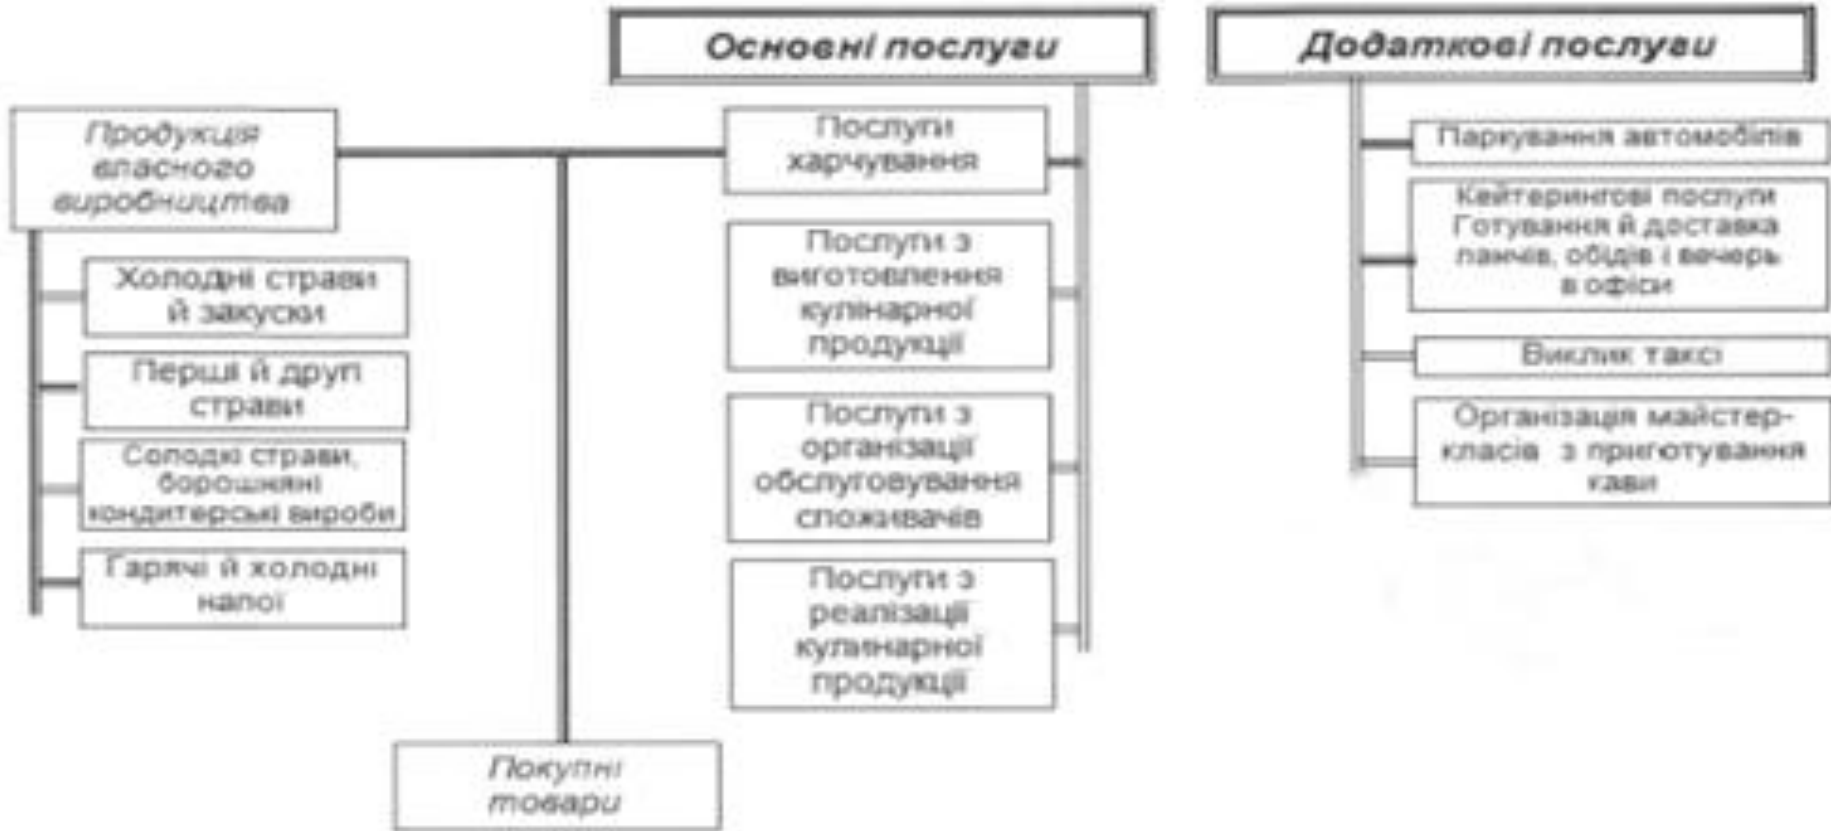 Основні послуги
Додаткові послуги
Продукція
власного
виробництва
Холодні страви
й закуски
Перші й другі
страви
Солодкі страви,
борошняні
кондитерські вироби
Гарячі й холодні
напої
Послуги
харчування
Послуги з
виготовлення
кулінарної
продукції
Послуги з
організації
обслуговування
споживачів
Послуги з
реалізації
кулинарної
продукції
Покупні
товари
Паркування автомобілів
Кейтерингові послуги
Готування й доставка
ланчів, обідів і вечерь
в офіси
Виклик таксі
Організація майстер-
класів з приготування
кави